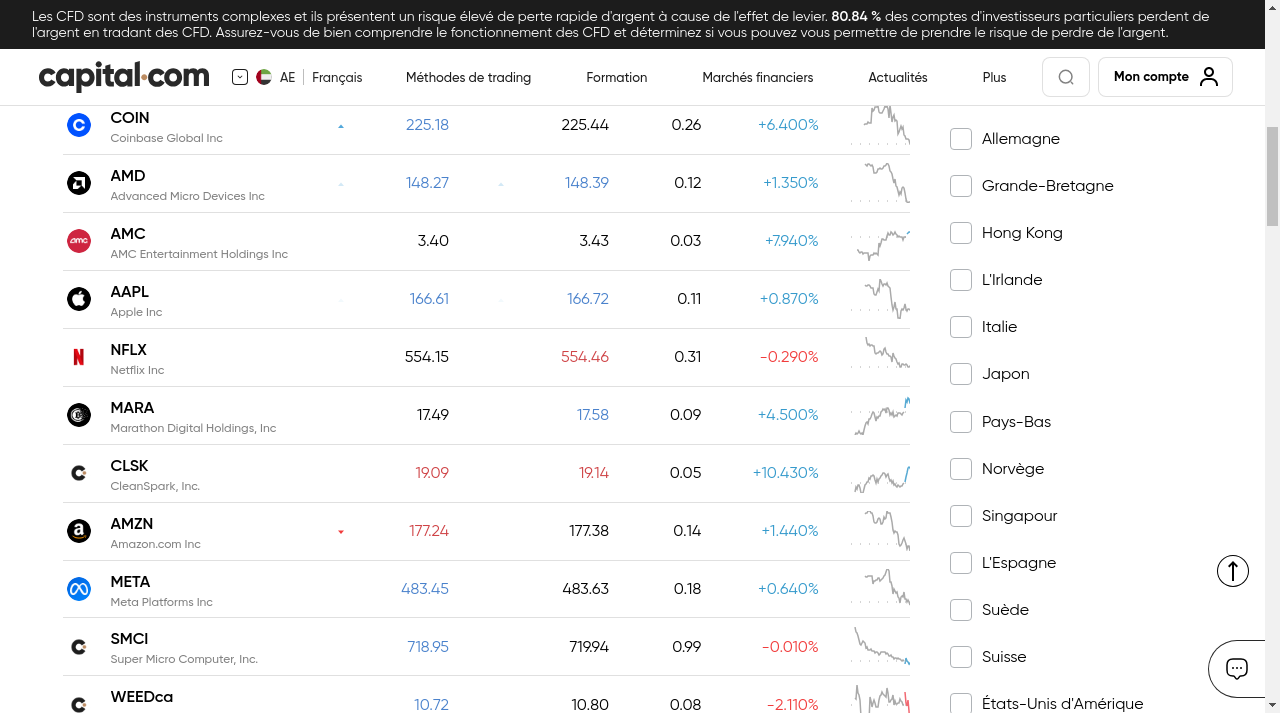 Les CFD sont des instruments complexes et ils présentent un risque élevé de perte rapide d'argent à cause de l'effet de levier. 80.84 % des comptes d'investisseurs particuliers perdent de
l'argent en tradant des CFD. Assurez-vous de bien comprendre le fonctionnement des CFD et déterminez si vous pouvez vous permettre de prendre le risque de perdre de l'argent.
capital.com AE Français Méthodes de trading Formation Marchés financiers Actualités Plus Mon compte
COIN 225.18 225.44 0.26 +6.400%
Coinbase Global Inc
Allemagne
AMD 148.27 148.39 0.12 +1.350%
Advanced Micro Devices Inc
Grande-Bretagne
AMC 3.40 3.43 0.03 +7.940%
AMC Entertainment Holdings Inc
Hong Kong
AAPL 166.61 166.72 0.11 +0.870%
Apple Inc
L'Irlande
Italie
NFLX 554.15 554.46 0.31 -0.290%
Netflix Inc
Japon
MARA 17.49 17.58 0.09 +4.500%
Marathon Digital Holdings, Inc
Pays-Bas
CLSK 19.09 19.14 0.05 +10.430%
CleanSpark, Inc.
Norvège
AMZN 177.24 177.38 0.14 +1.440%
Amazon.com Inc
Singapour
L'Espagne
META 483.45 483.63 0.18 +0.640%
Meta Platforms Inc
Suède
SMCI 718.95 719.94 0.99 -0.010%
Super Micro Computer, Inc.
Suisse
WEEDca 10.72 10.80 0.08 -2.110%
États-Unis d'Amérique